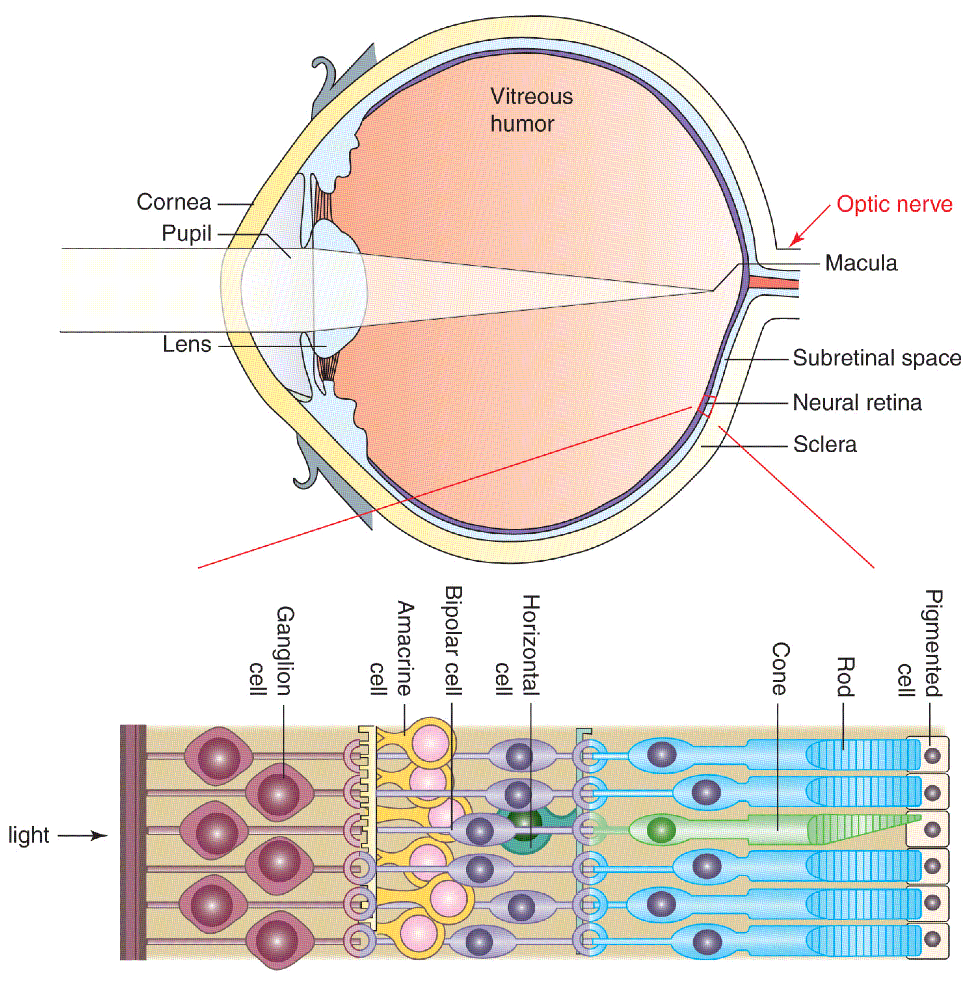 Vitreous
humor
Cornea
Pupil
Optic nerve
Macula
Lens
Subretinal space
Neural retina
Sclera
Ganglion
cell
Amacrine
cell
Bipolar cell
Horizontal
cell
Cone
Rod
Pigmented
cell
light